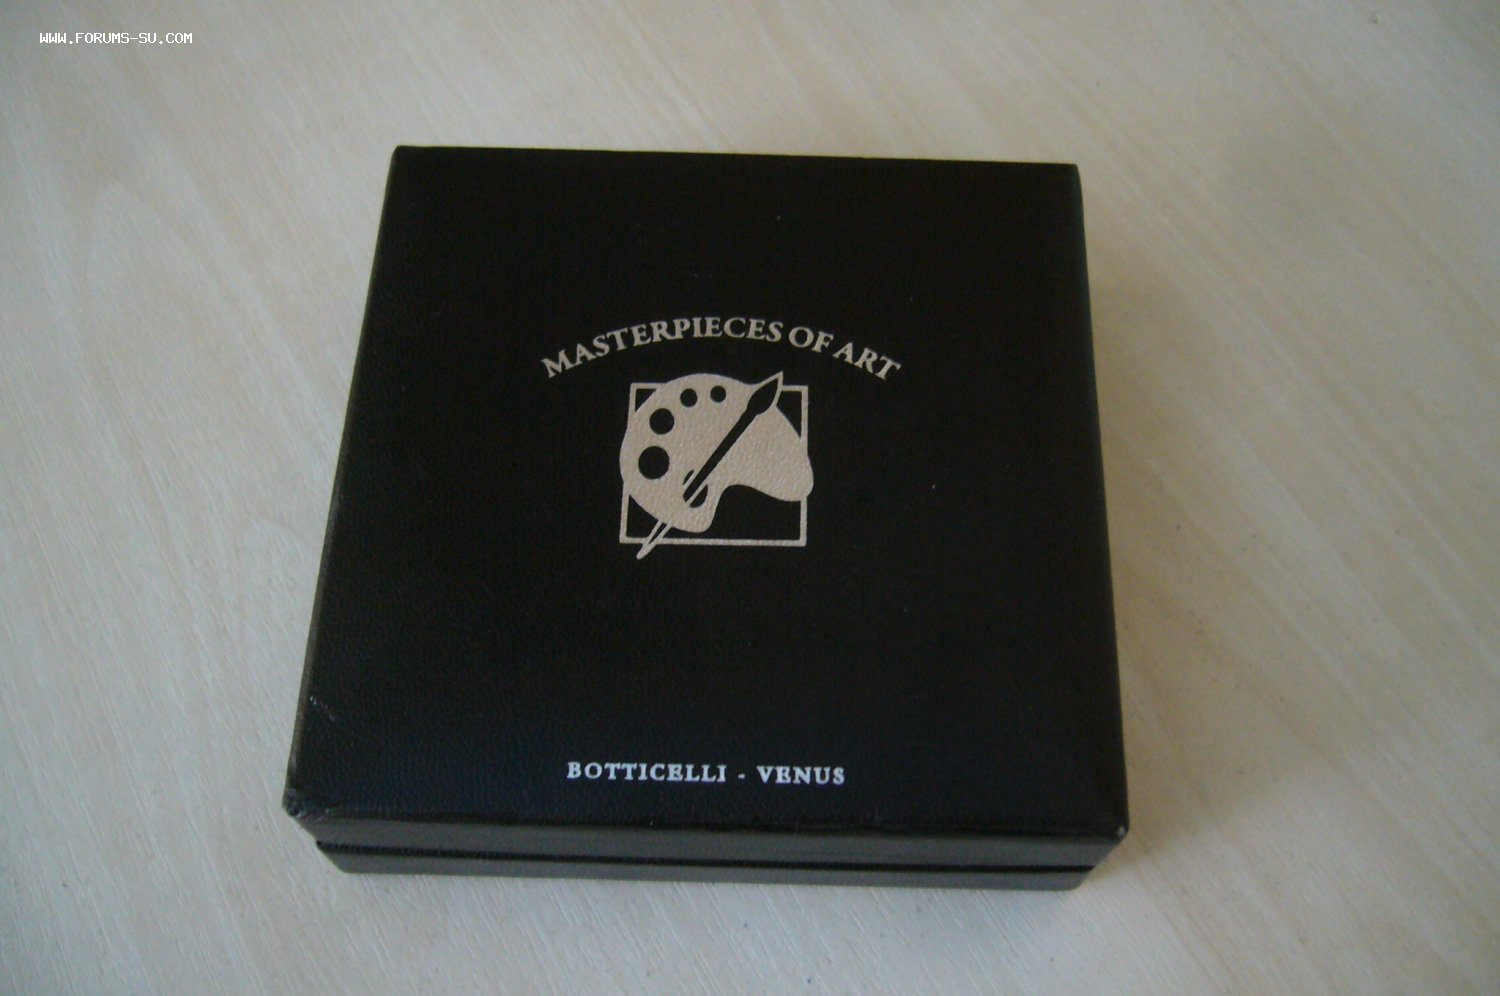 WWW.FORUMS-SU.COM
MASTERPIECES OF ART
BOTTICELLI - VENUS